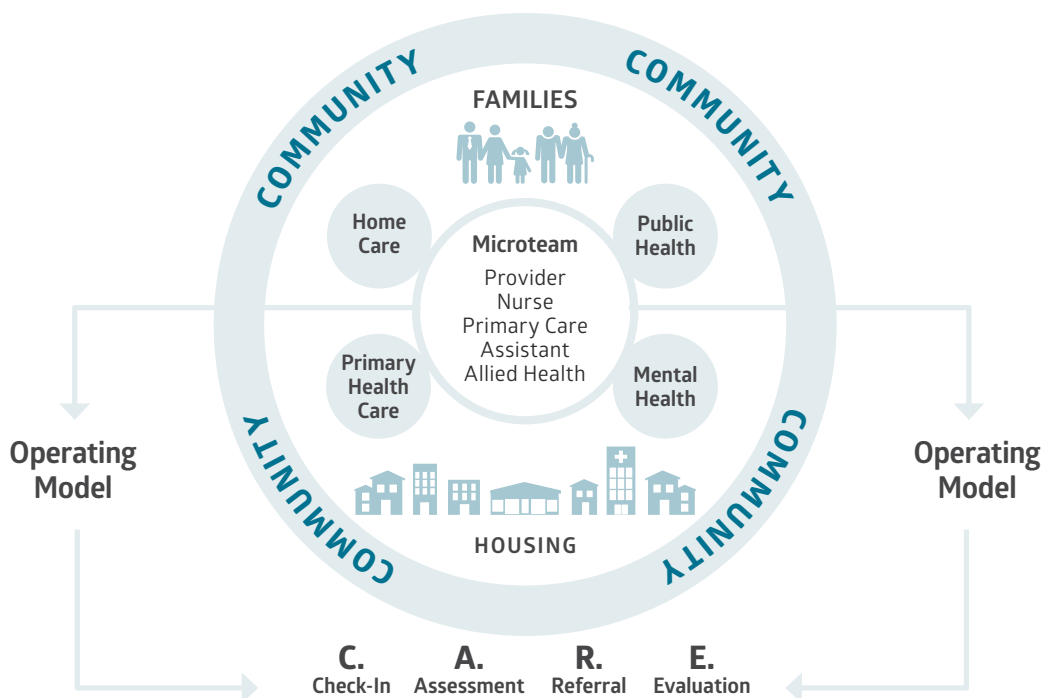 COMMUNITY
COMMUNITY
FAMILIES
Home
Care
Public
Health
Microteam
Provider
Nurse
Primary Care
Assistant
Allied Health
Primary
Health
Care
Mental
Health
Operating
Model
Operating
Model
COMMUNITY
COMMUNITY
HOUSING
C.
Check-In
A.
Assessment
R.
Referral
E.
Evaluation